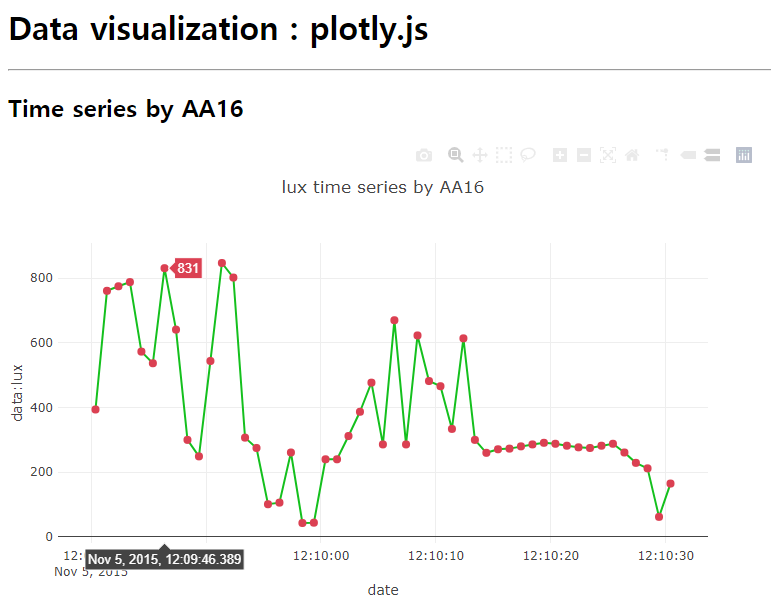 Data visualization : plotly.js
Time series by AA16
lux time series by AA16
831
800
600
400
200
0
data:lux
12:
12:10:00
12:10:10
12:10:20
12:10:30
Nov 5, 2015, 12:09:46.389
Nov 5, 2015
date